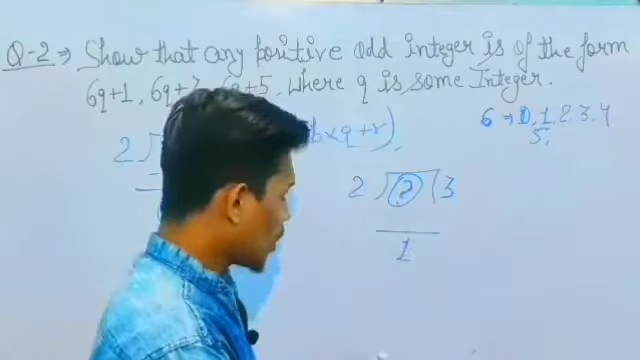 Q-2 ⇒ Show that any positive odd integer is of the form
6q+1, 6q+3, 6q+5, where q is some Integer.
6 ⇒ 0, 1, 2, 3, 4
5,
b×q+r),
2
2 ) ? ( 3
1